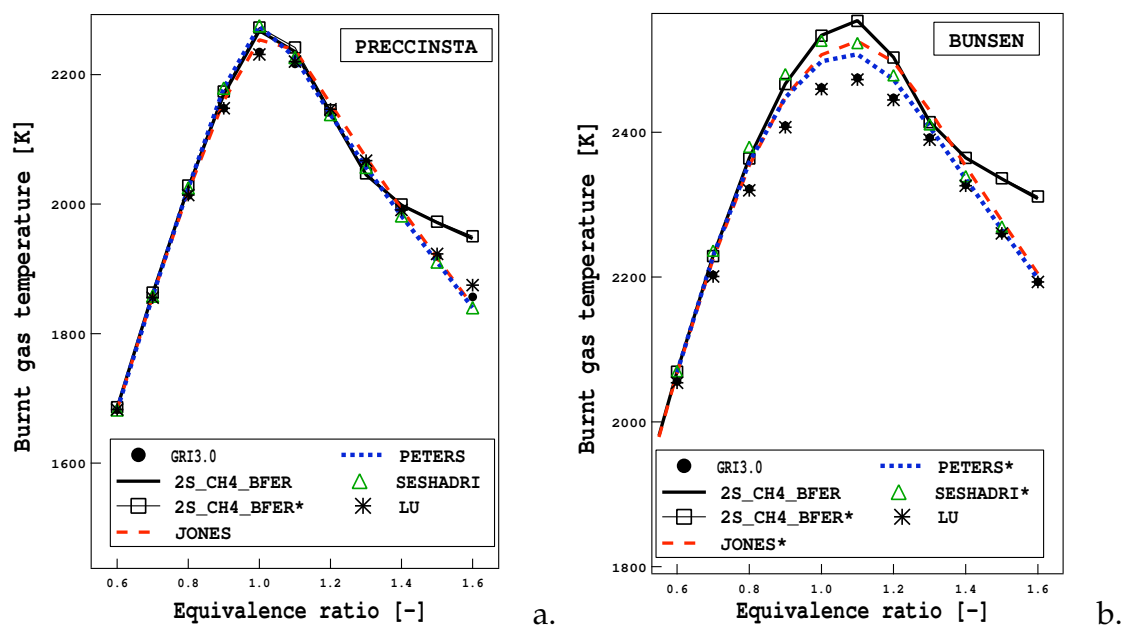 PRECCINSTA
Burnt gas temperature [K]
2200
2000
1800
1600
GRI3.0
2S_CH4_BFER
2S_CH4_BFER*
JONES
PETERS
SESHADRI
LU
0.6 0.8 1.0 1.2 1.4 1.6
Equivalence ratio [-]
a.
BUNSEN
Burnt gas temperature [K]
2400
2200
2000
1800
GRI3.0
2S_CH4_BFER
2S_CH4_BFER*
JONES*
PETERS*
SESHADRI*
LU
0.6 0.8 1.0 1.2 1.4 1.6
Equivalence ratio [-]
b.